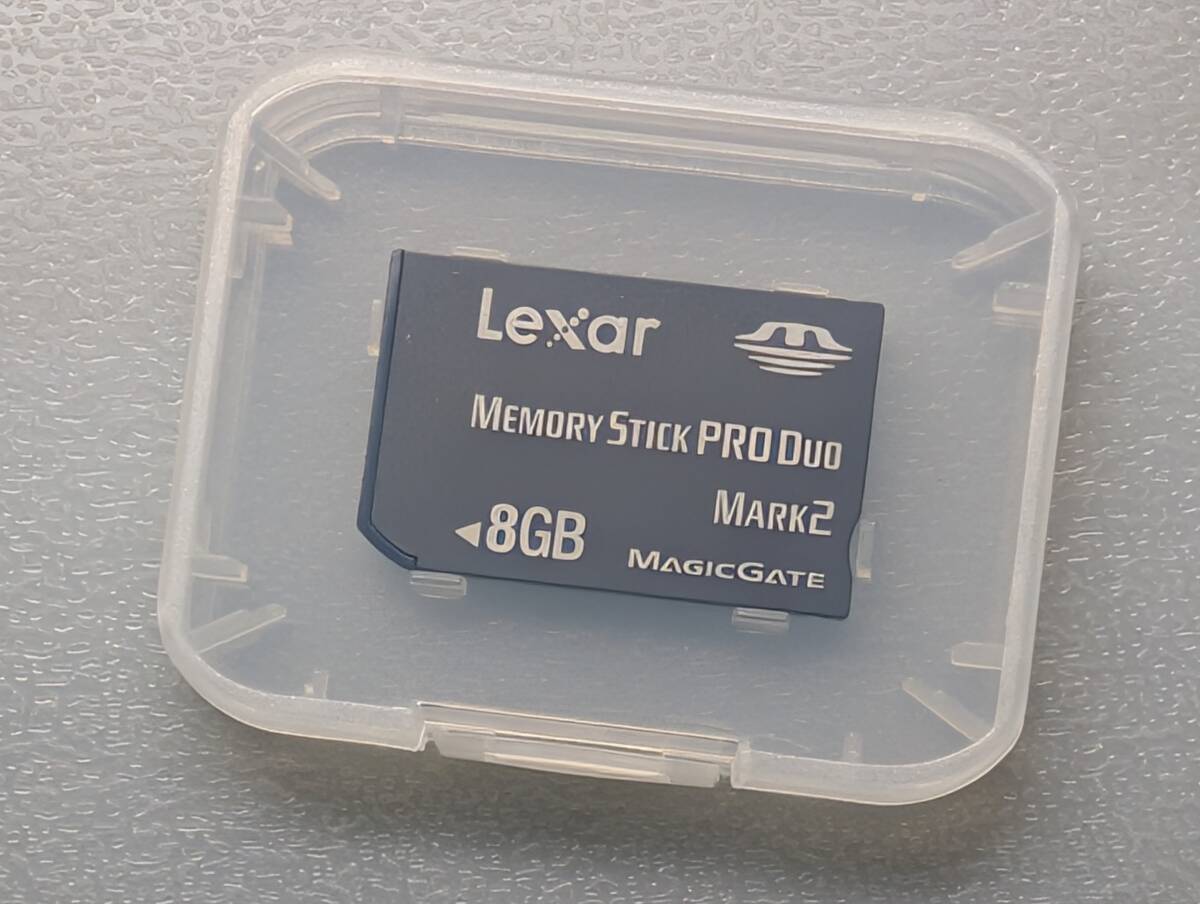 Lexar
MEMORY STICK PRO DUO
MARK2
◄8GB
MAGICGATE